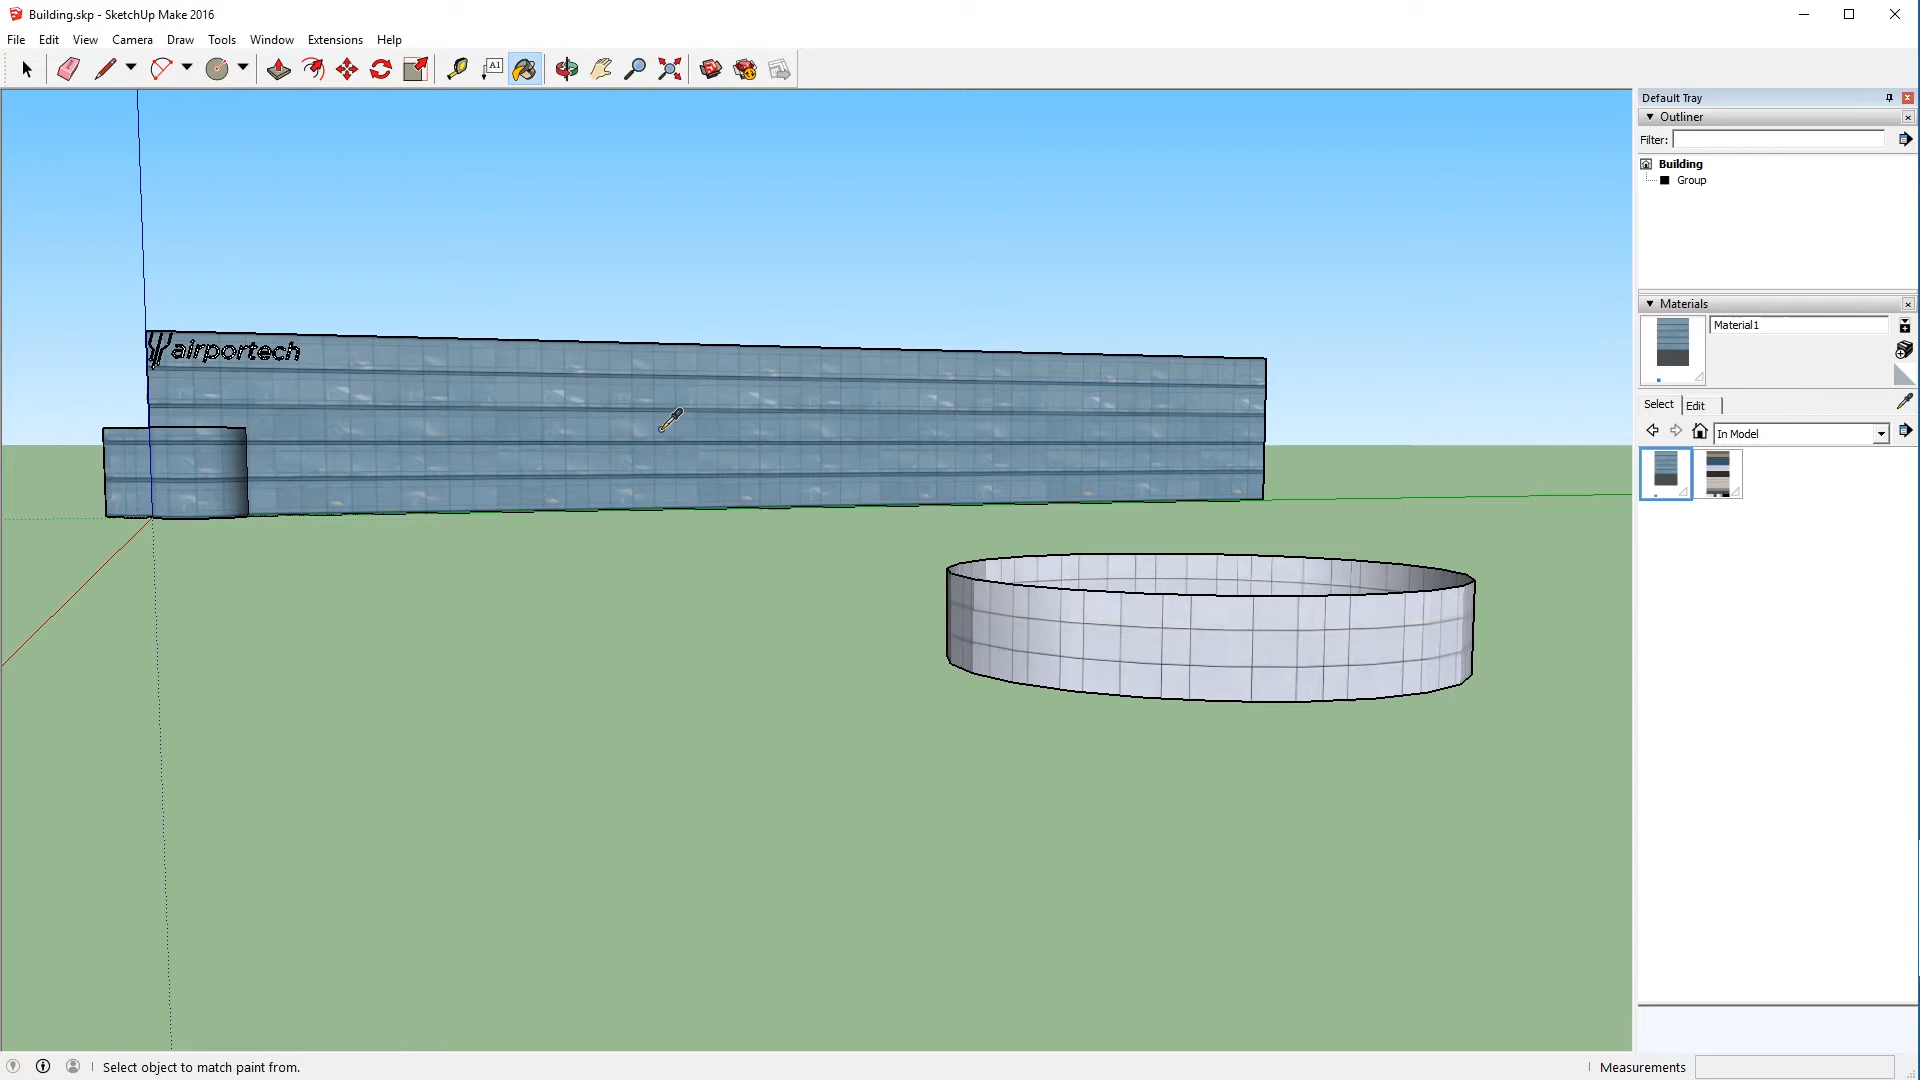 Building.skp - SketchUp Make 2016
File Edit View Camera Draw Tools Window Extensions Help
A1
Default Tray
Outliner
Filter:
Building
Group
Materials
Material1
Select Edit
In Model
airportech
Select object to match paint from.
Measurements